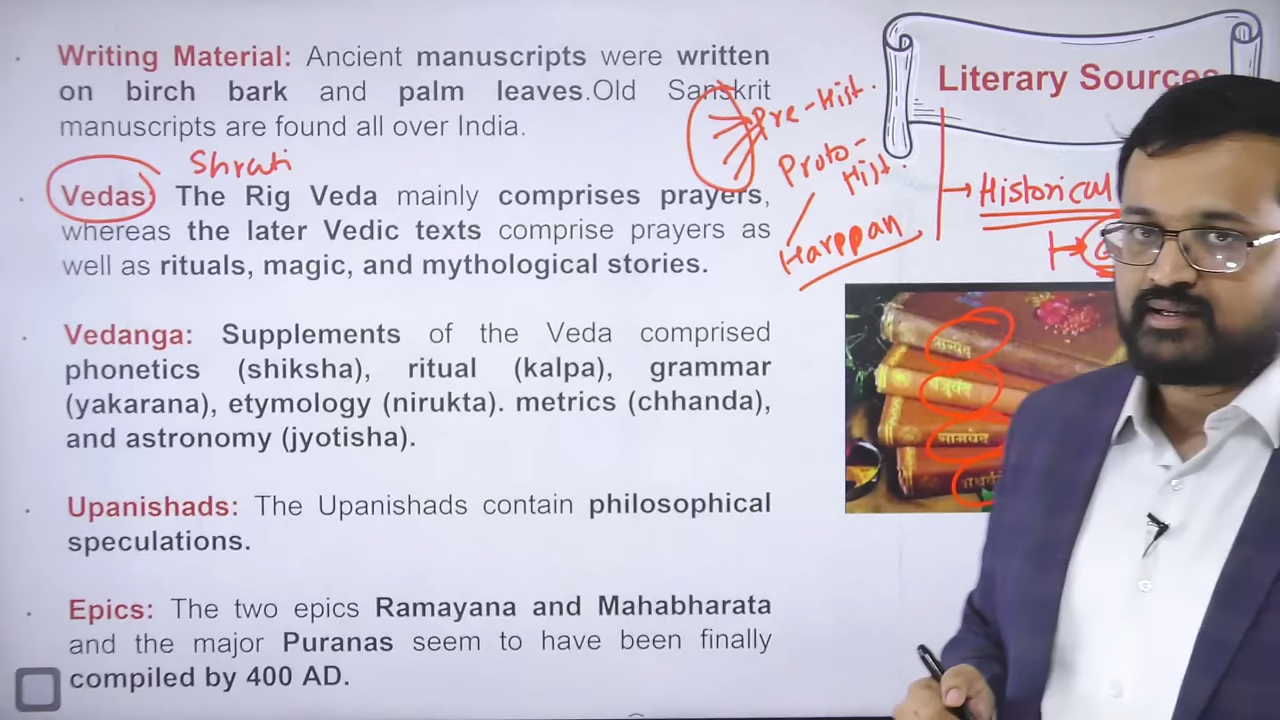 Writing Material: Ancient manuscripts were written
on birch bark and palm leaves.Old Sanskrit
manuscripts are found all over India.
Shruti
Vedas: The Rig Veda mainly comprises prayers,
whereas the later Vedic texts comprise prayers as
well as rituals, magic, and mythological stories.
Vedanga: Supplements of the Veda comprised
phonetics (shiksha), ritual (kalpa), grammar
(yakarana), etymology (nirukta). metrics (chhanda),
and astronomy (jyotisha).
Upanishads: The Upanishads contain philosophical
speculations.
Epics: The two epics Ramayana and Mahabharata
and the major Puranas seem to have been finally
compiled by 400 AD.
Literary Sources
Pre-Hist.
Proto-
Hist.
Harppan
Historical
सामवेद